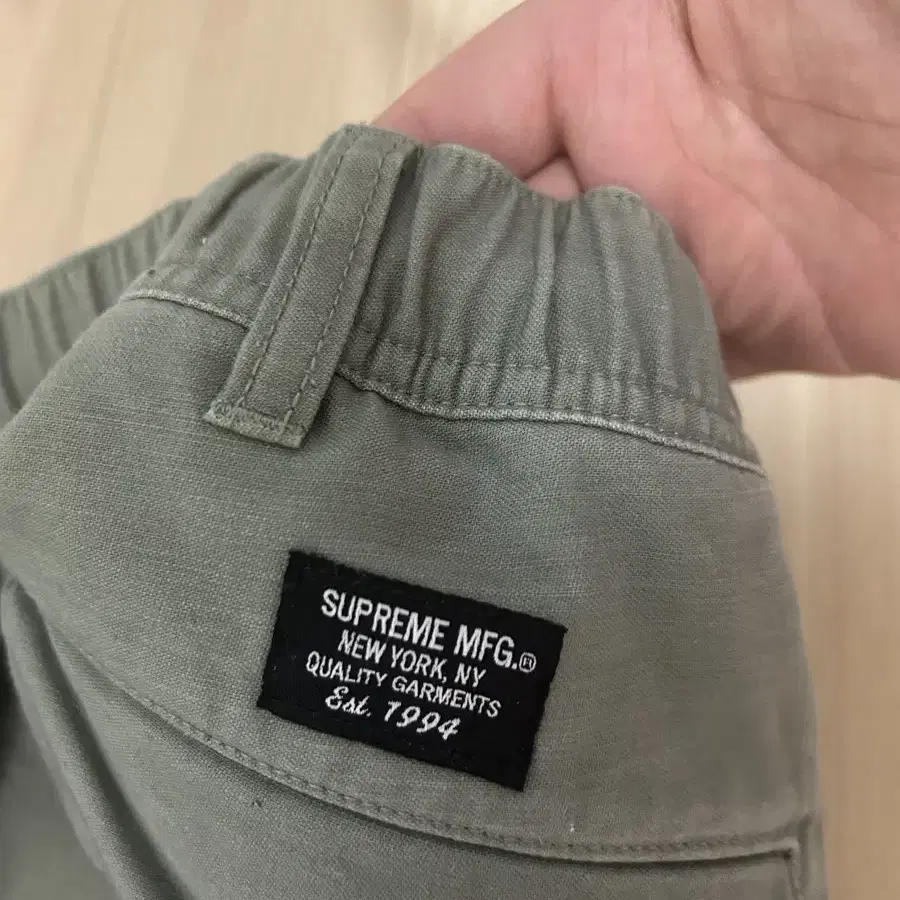 SUPREME MFG.®
NEW YORK, NY
QUALITY GARMENTS
Est. 1994